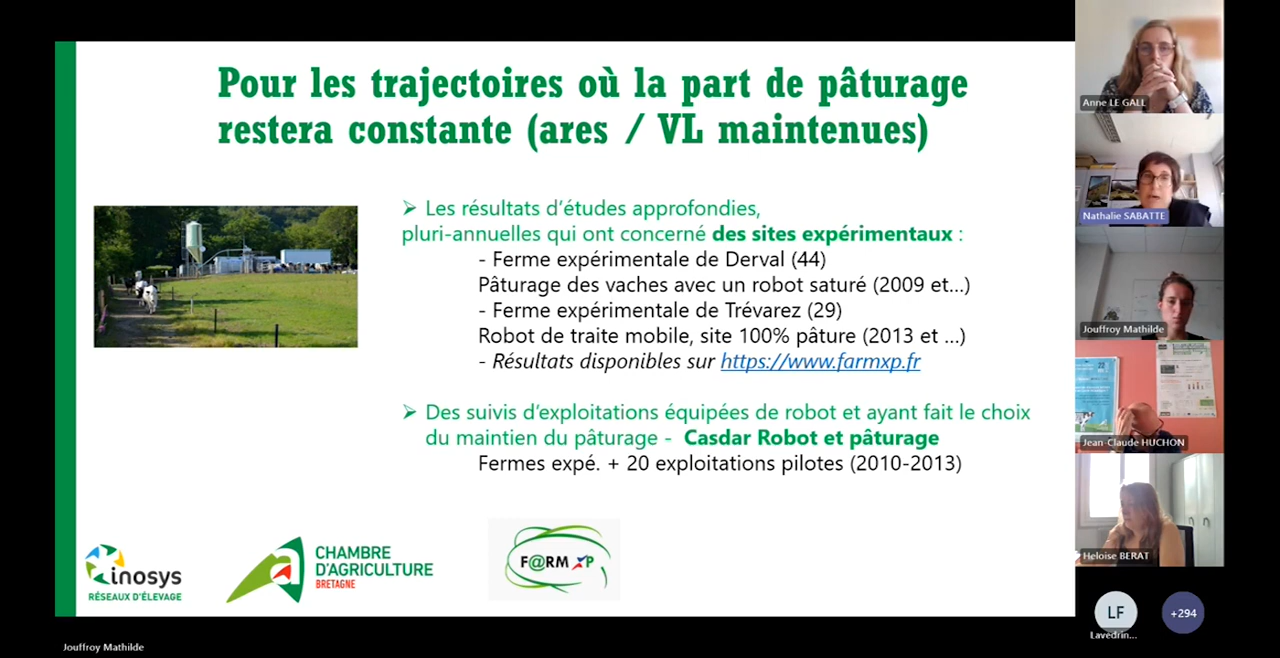 Pour les trajectoires où la part de pâturage
restera constante (ares / VL maintenues)
➢ Les résultats d'études approfondies,
pluri-annuelles qui ont concerné des sites expérimentaux :
- Ferme expérimentale de Derval (44)
Pâturage des vaches avec un robot saturé (2009 et...)
- Ferme expérimentale de Trévarez (29)
Robot de traite mobile, site 100% pâture (2013 et ...)
- Résultats disponibles sur https://www.farmxp.fr
➢ Des suivis d'exploitations équipées de robot et ayant fait le choix
du maintien du pâturage - Casdar Robot et pâturage
Fermes expé. + 20 exploitations pilotes (2010-2013)
inosys
RÉSEAUX D'ÉLEVAGE
CHAMBRE
D'AGRICULTURE
BRETAGNE
F@RM XP
Anne LE GALL
Nathalie SABATTE
Jouffroy Mathilde
Jean-Claude HUCHON
Heloise BERAT
LF
+294
Lavedrin...
Jouffroy Mathilde